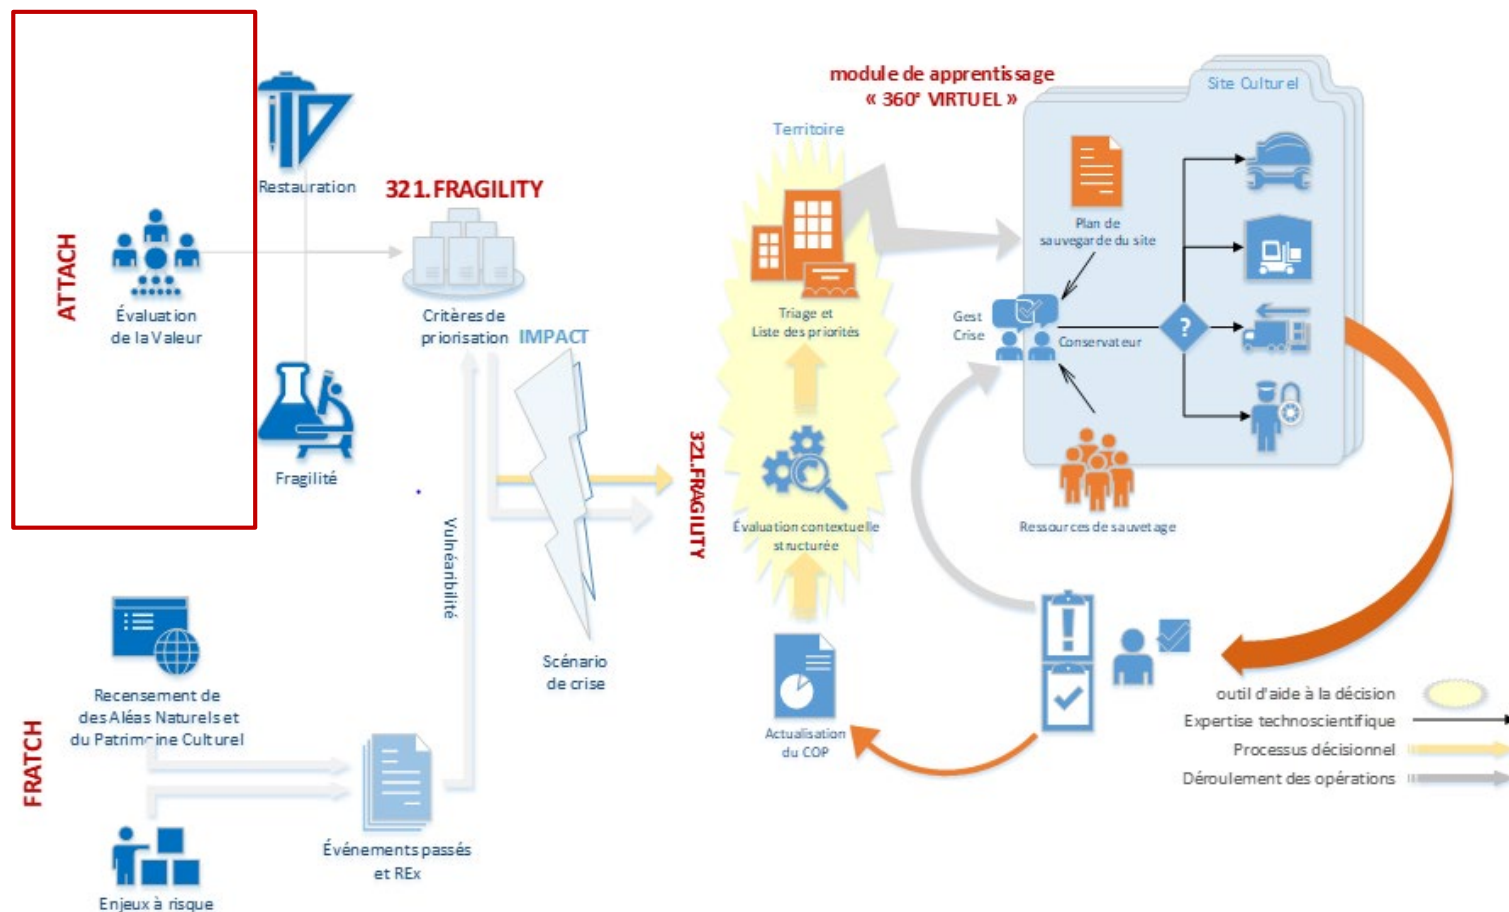 module de apprentissage
« 360° VIRTUEL »
Site Culturel
Territoire
Restauration
321.FRAGILITY
ATTACH
Évaluation
de la Valeur
Critères de
priorisation
IMPACT
Fragilité
Vulnéaribilité
Scénario
de crise
321.FRAGILITY
Triage et
Liste des priorités
Évaluation contextuelle
structurée
Actualisation
du COP
Plan de
sauvegarde du site
Gest
Crise
Conservateur
?
Ressources de sauvetage
FRATCH
Recensement de
des Aléas Naturels et
du Patrimoine Culturel
Événements passés
et REx
Enjeux à risque
outil d'aide à la décision
Expertise technoscientifique
Processus décisionnel
Déroulement des opérations